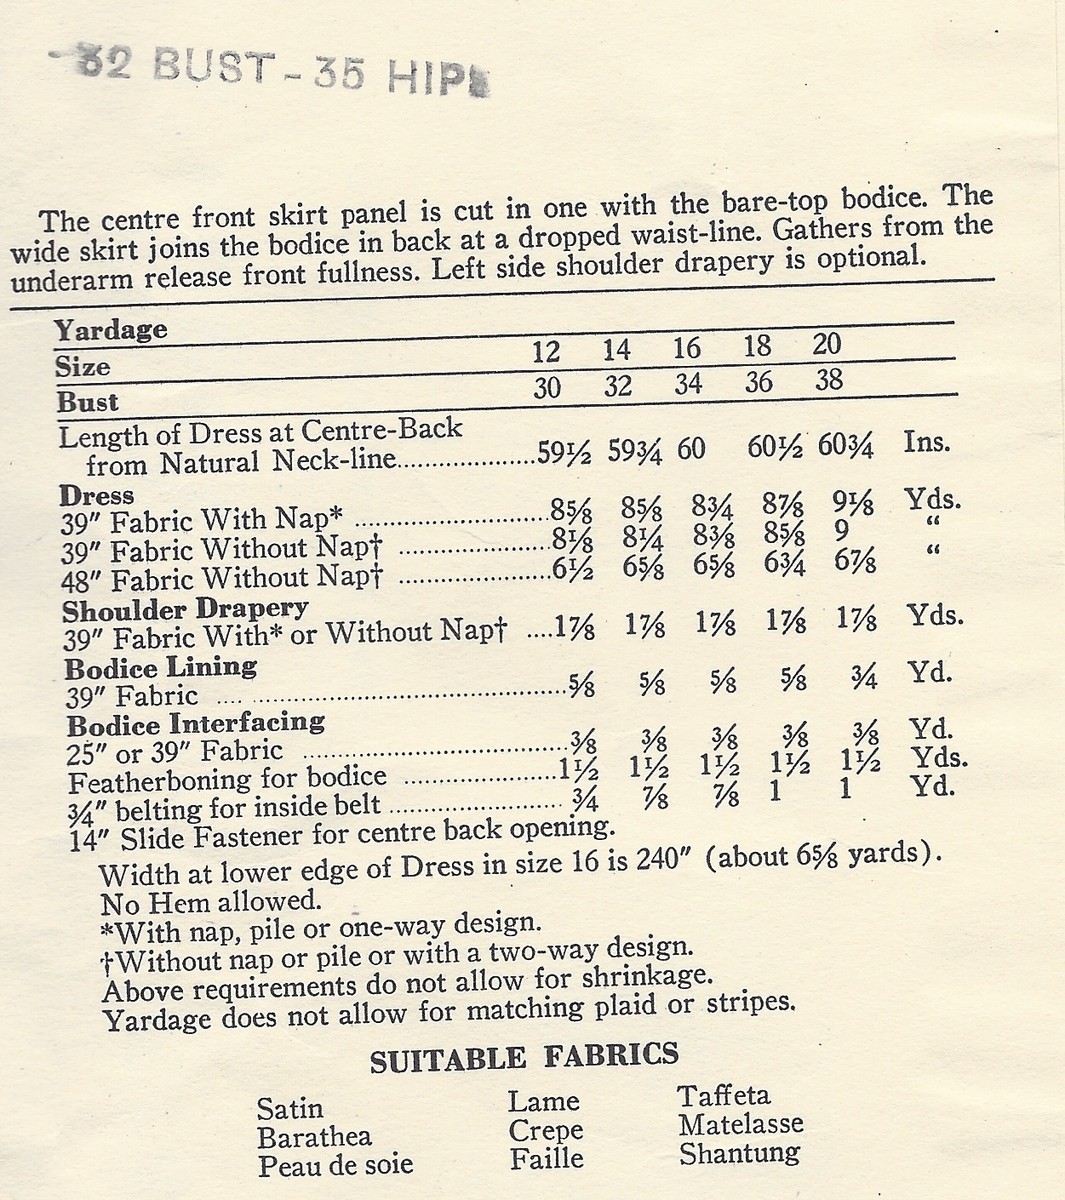 -32 BUST - 35 HIPS
The centre front skirt panel is cut in one with the bare-top bodice. The
wide skirt joins the bodice in back at a dropped waist-line. Gathers from the
underarm release front fullness. Left side shoulder drapery is optional.
Yardage
Size 12 14 16 18 20
Bust 30 32 34 36 38
Length of Dress at Centre-Back
from Natural Neck-line.................... 59½ 59¾ 60 60½ 60¾ Ins.
Dress
39″ Fabric With Nap* ............................ 8⅝ 8⅝ 8¾ 8⅞ 9⅛ Yds.
39″ Fabric Without Nap† ...................... 8⅛ 8¼ 8⅜ 8⅝ 9 “
48″ Fabric Without Nap† ...................... 6½ 6⅝ 6⅝ 6¾ 6⅞ “
Shoulder Drapery
39″ Fabric With* or Without Nap† .... 1⅞ 1⅞ 1⅞ 1⅞ 1⅞ Yds.
Bodice Lining
39″ Fabric .... ............................................. ⅝ ⅝ ⅝ ⅝ ¾ Yd.
Bodice Interfacing
25″ or 39″ Fabric ...................................... ⅜ ⅜ ⅜ ⅜ ⅜ Yd.
Featherboning for bodice ...................... 1½ 1½ 1½ 1½ 1½ Yds.
¾″ belting for inside belt ......................... ¾ ⅞ ⅞ 1 1 Yd.
14″ Slide Fastener for centre back opening.
Width at lower edge of Dress in size 16 is 240″ (about 6⅝ yards).
No Hem allowed.
*With nap, pile or one-way design.
†Without nap or pile or with a two-way design.
Above requirements do not allow for shrinkage.
Yardage does not allow for matching plaid or stripes.
SUITABLE FABRICS
Satin Lame Taffeta
Barathea Crepe Matelasse
Peau de soie Faille Shantung